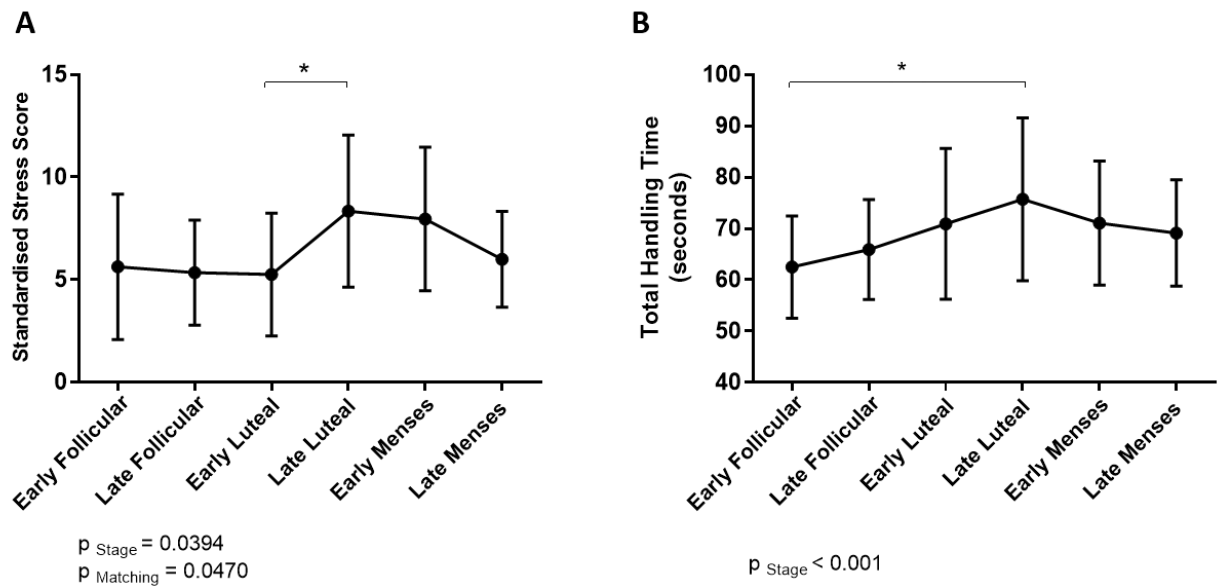 A
Standardised Stress Score
15
10
5
0
*
Early Follicular
Late Follicular
Early Luteal
Late Luteal
Early Menses
Late Menses
p Stage = 0.0394
p Matching = 0.0470
B
Total Handling Time
(seconds)
100
90
80
70
60
50
40
*
Early Follicular
Late Follicular
Early Luteal
Late Luteal
Early Menses
Late Menses
p Stage < 0.001